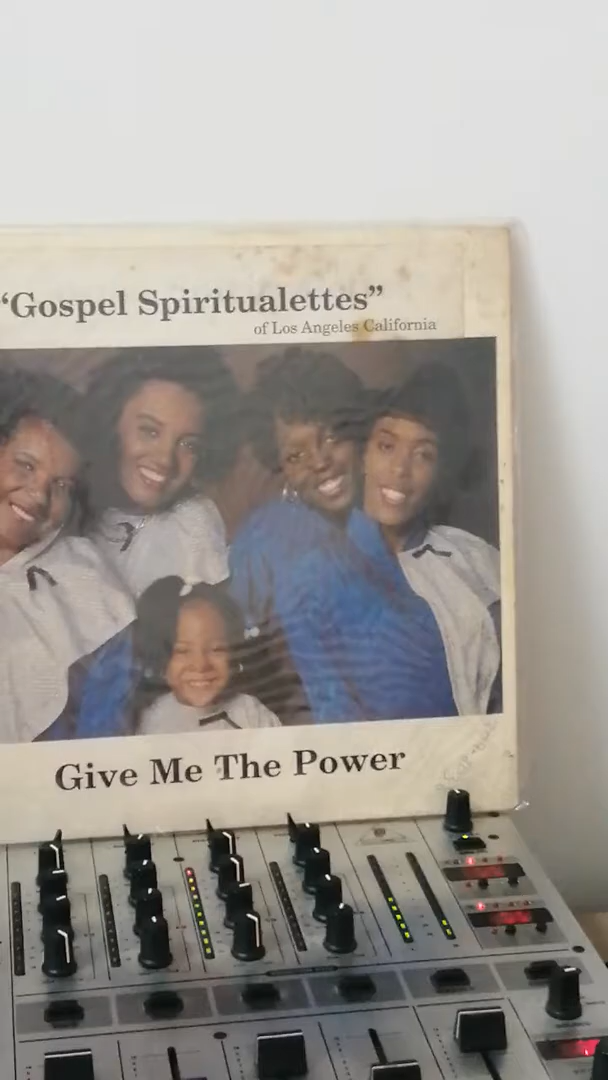 “Gospel Spiritualettes”
of Los Angeles California
Give Me The Power